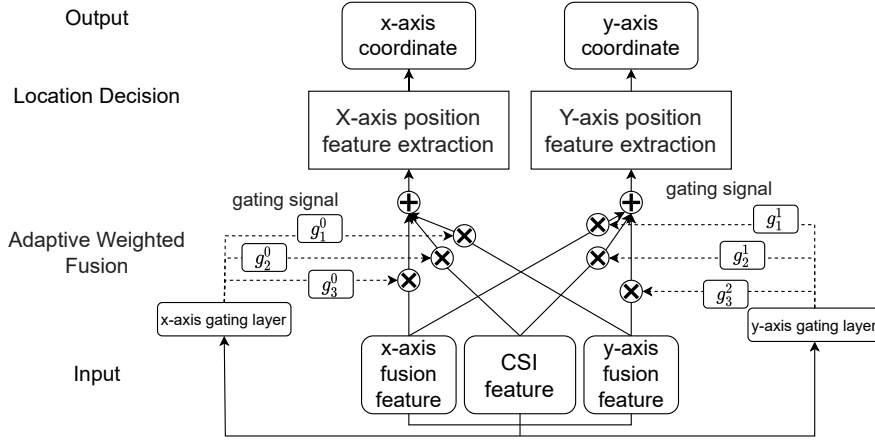 Output
x-axis
coordinate
y-axis
coordinate
Location Decision
X-axis position
feature extraction
Y-axis position
feature extraction
gating signal
gating signal
Adaptive Weighted
Fusion
g_1^0
g_2^0
g_3^0
g_1^1
g_2^1
g_3^2
x-axis gating layer
y-axis gating layer
Input
x-axis
fusion
feature
CSI
feature
y-axis
fusion
feature